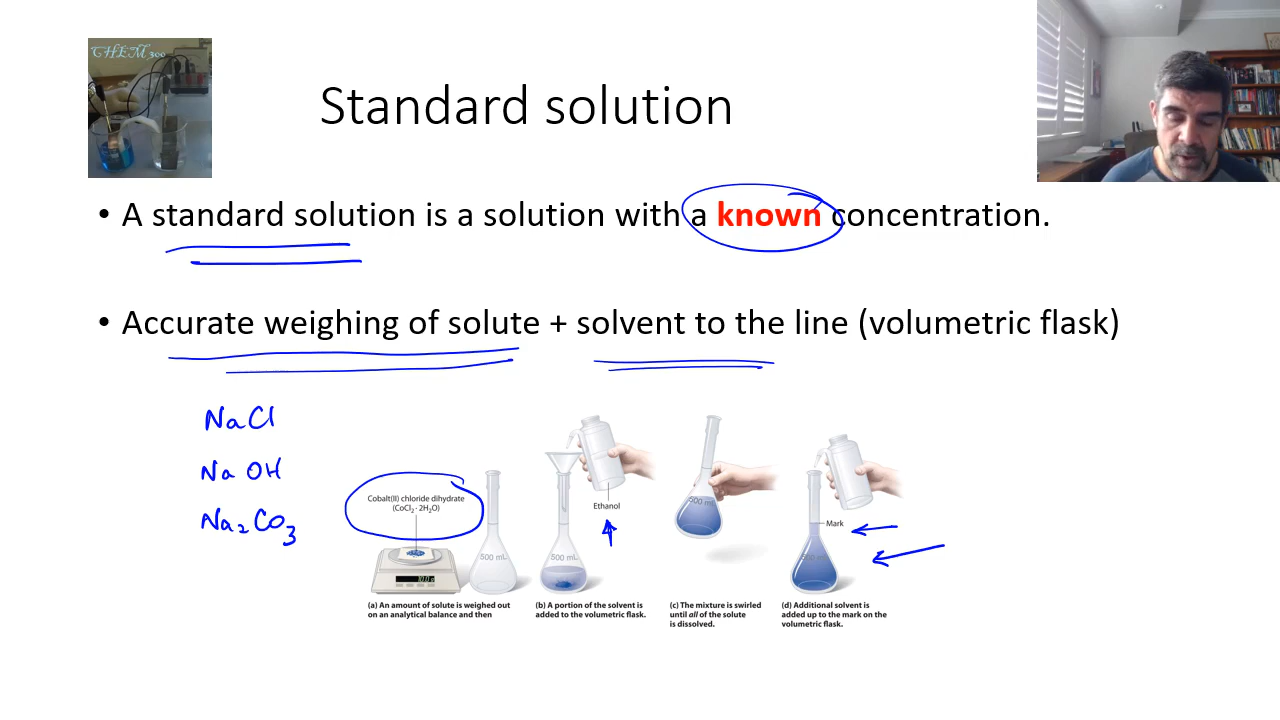 CHEM 300
Standard solution
• A standard solution is a solution with a known concentration.
• Accurate weighing of solute + solvent to the line (volumetric flask)
NaCl
NaOH
Na₂CO₃
Cobalt(II) chloride dihydrate
(CoCl₂ · 2H₂O)
500 mL
10.0 g
(a) An amount of solute is weighed out
on an analytical balance and then
Ethanol
500 mL
(b) A portion of the solvent is
added to the volumetric flask.
500 mL
(c) The mixture is swirled
until all of the solute
is dissolved.
Mark
500 mL
(d) Additional solvent is
added up to the mark on the
volumetric flask.